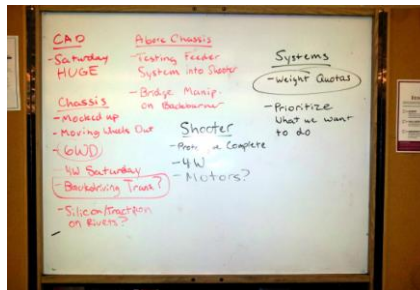 CAD
-Saturday
HUGE
Chassis
-Mocked up
-Moving Wheels Out
-6WD
4W Saturday
-Backdriving Trans?
-Silicon/Traction
on Rivets?
Above Chassis
-Testing Feeder
System into Shooter
-Bridge Manip.
on Backburner
Shooter
Complete
-4W
-Motors?
Systems
-Weight Quotas
-Prioritize
What we want
to do